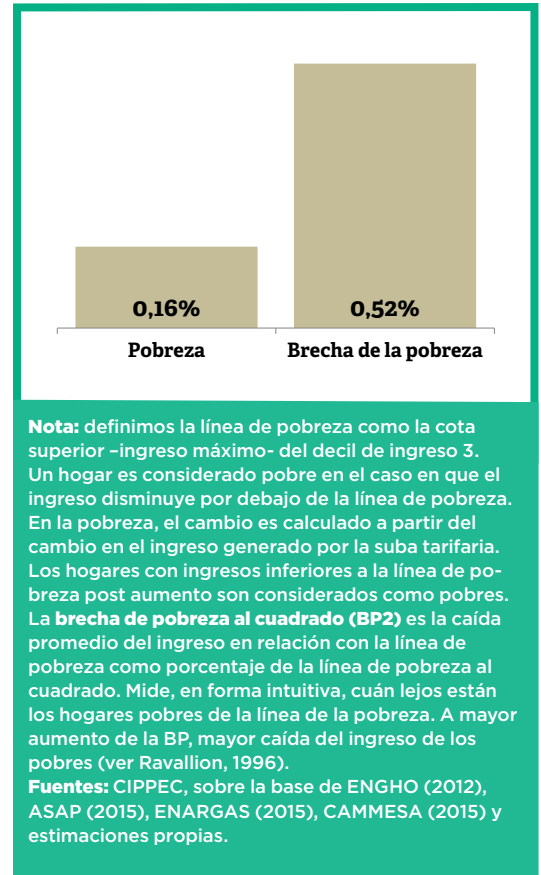 0,16%
0,52%
Pobreza
Brecha de la pobreza
Nota: definimos la línea de pobreza como la cota
superior –ingreso máximo- del decil de ingreso 3.
Un hogar es considerado pobre en el caso en que el
ingreso disminuye por debajo de la línea de pobreza.
En la pobreza, el cambio es calculado a partir del
cambio en el ingreso generado por la suba tarifaria.
Los hogares con ingresos inferiores a la línea de po-
breza post aumento son considerados como pobres.
La brecha de pobreza al cuadrado (BP2) es la caída
promedio del ingreso en relación con la línea de
pobreza como porcentaje de la línea de pobreza al
cuadrado. Mide, en forma intuitiva, cuán lejos están
los hogares pobres de la línea de la pobreza. A mayor
aumento de la BP, mayor caída del ingreso de los
pobres (ver Ravallion, 1996).
Fuentes: CIPPEC, sobre la base de ENGHO (2012),
ASAP (2015), ENARGAS (2015), CAMMESA (2015) y
estimaciones propias.